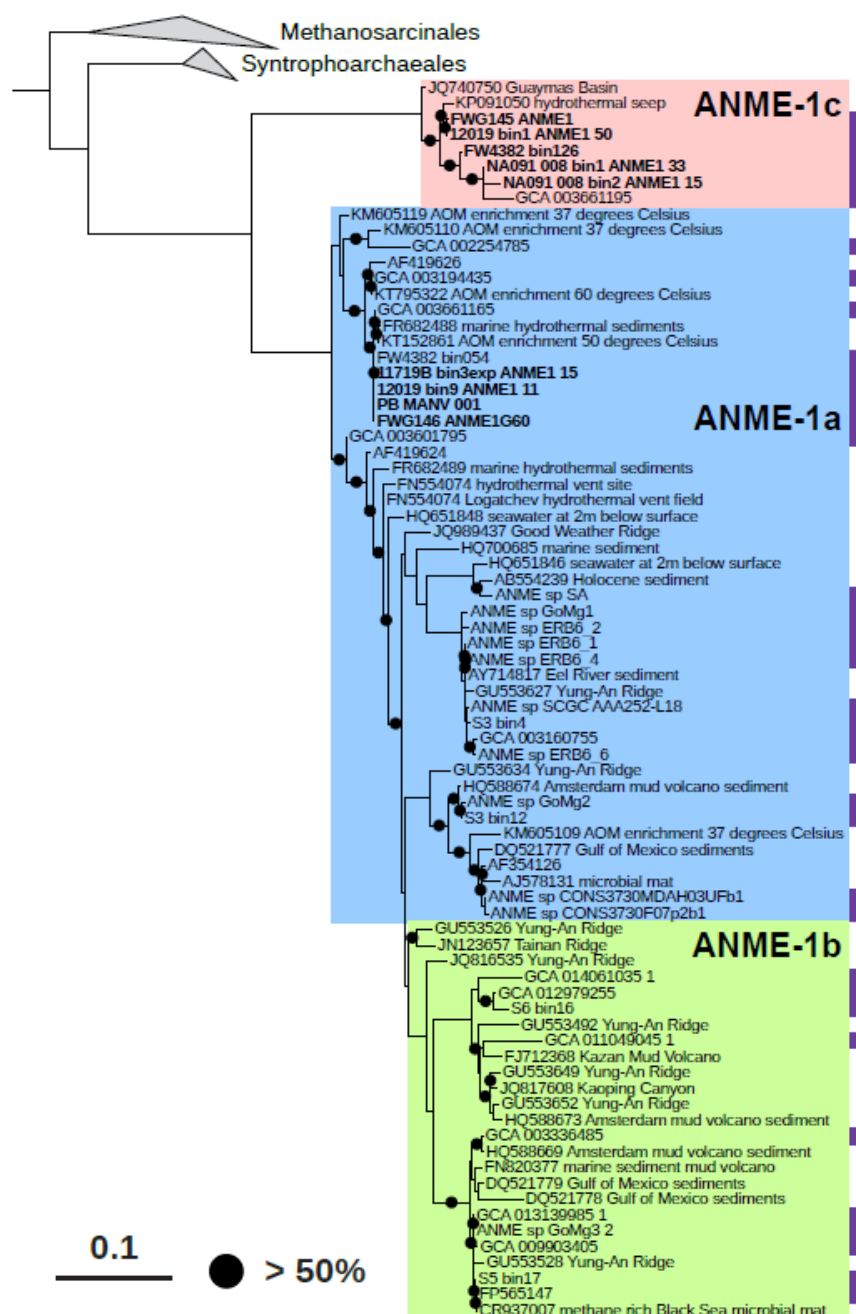 Methanosarcinales
Syntrophoarchaeales
ANME-1c
JQ740750 Guaymas Basin
KP091050 hydrothermal seep
FWG145 ANME1
12019 bin1 ANME1 50
FW4382 bin126
NA091 008 bin1 ANME1 33
NA091 008 bin2 ANME1 15
GCA 003661195
KM605119 AOM enrichment 37 degrees Celsius
KM605110 AOM enrichment 37 degrees Celsius
GCA 002254785
AF419626
GCA 003194435
KT795322 AOM enrichment 60 degrees Celsius
GCA 003661165
FR682488 marine hydrothermal sediments
KT152861 AOM enrichment 50 degrees Celsius
FW4382 bin054
11719B bin3exp ANME1 15
12019 bin9 ANME1 11
PB MANV 001
FWG146 ANME1G60
ANME-1a
GCA 003601795
AF419624
FR682489 marine hydrothermal sediments
FN554074 hydrothermal vent site
FN554074 Logatchev hydrothermal vent field
HQ651848 seawater at 2m below surface
JQ989437 Good Weather Ridge
HQ700685 marine sediment
HQ651846 seawater at 2m below surface
AB554239 Holocene sediment
ANME sp SA
ANME sp GoMg1
ANME sp ERB6_2
ANME sp ERB6_1
ANME sp ERB6_4
AY714817 Eel River sediment
GU553627 Yung-An Ridge
ANME sp SCGC AAA252-L18
S3 bin4
GCA 003160755
ANME sp ERB6_6
GU553634 Yung-An Ridge
HQ588674 Amsterdam mud volcano sediment
ANME sp GoMg2
S3 bin12
KM605109 AOM enrichment 37 degrees Celsius
DQ521777 Gulf of Mexico sediments
AF354126
AJ578131 microbial mat
ANME sp CONS3730MDAH03UFb1
ANME sp CONS3730F07p2b1
ANME-1b
GU553526 Yung-An Ridge
JN123657 Tainan Ridge
JQ816535 Yung-An Ridge
GCA 014061035 1
GCA 012979255
S6 bin16
GU553492 Yung-An Ridge
GCA 011049045 1
FJ712368 Kazan Mud Volcano
GU553649 Yung-An Ridge
JQ817608 Kaoping Canyon
GU553652 Yung-An Ridge
HQ588673 Amsterdam mud volcano sediment
GCA 003336485
HQ588669 Amsterdam mud volcano sediment
FN820377 marine sediment mud volcano
DQ521779 Gulf of Mexico sediments
DQ521778 Gulf of Mexico sediments
GCA 013139985 1
ANME sp GoMg3 2
GCA 009903405
GU553528 Yung-An Ridge
S5 bin17
FP565147
CR937007 methane rich Black Sea microbial mat
0.1
> 50%